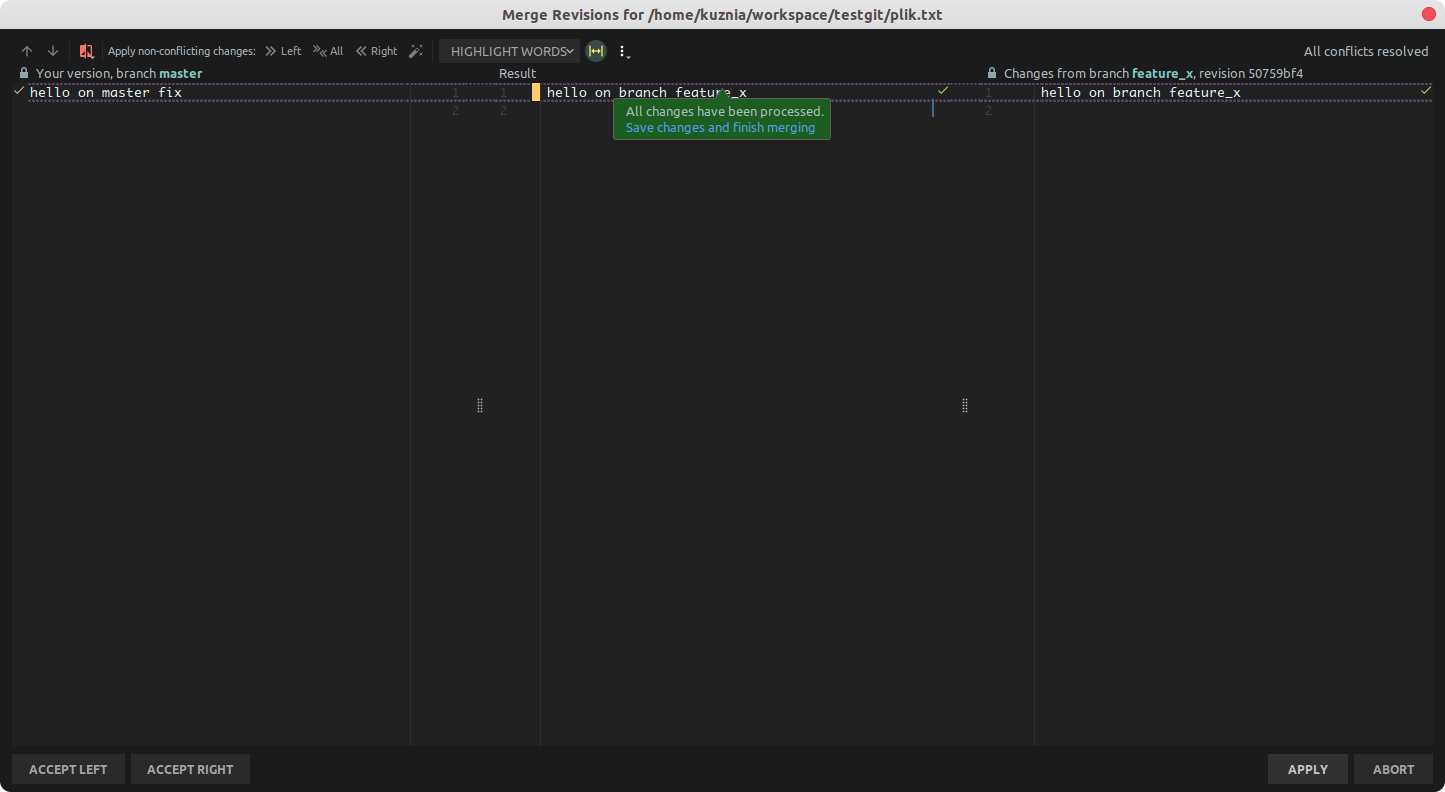 Merge Revisions for /home/kuznia/workspace/testgit/plik.txt
Apply non-conflicting changes: Left All Right HIGHLIGHT WORDS All conflicts resolved
Your version, branch master Result Changes from branch feature_x, revision 50759bf4
hello on master fix 1 1 hello on branch feature_x 1 hello on branch feature_x
2 2 2
All changes have been processed.
Save changes and finish merging
ACCEPT LEFT ACCEPT RIGHT APPLY ABORT